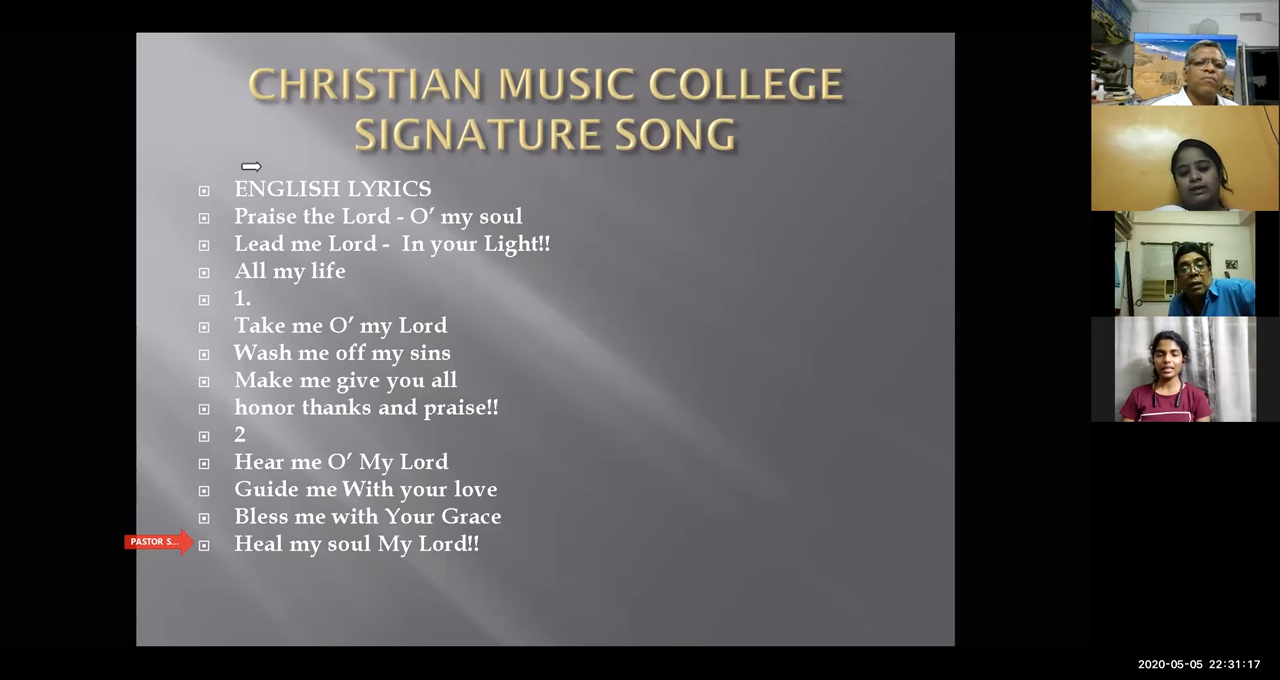 CHRISTIAN MUSIC COLLEGE
SIGNATURE SONG
ENGLISH LYRICS
Praise the Lord - O’ my soul
Lead me Lord - In your Light!!
All my life
1.
Take me O’ my Lord
Wash me off my sins
Make me give you all
honor thanks and praise!!
2
Hear me O’ My Lord
Guide me With your love
Bless me with Your Grace
PASTOR S...
Heal my soul My Lord!!
2020-05-05 22:31:17